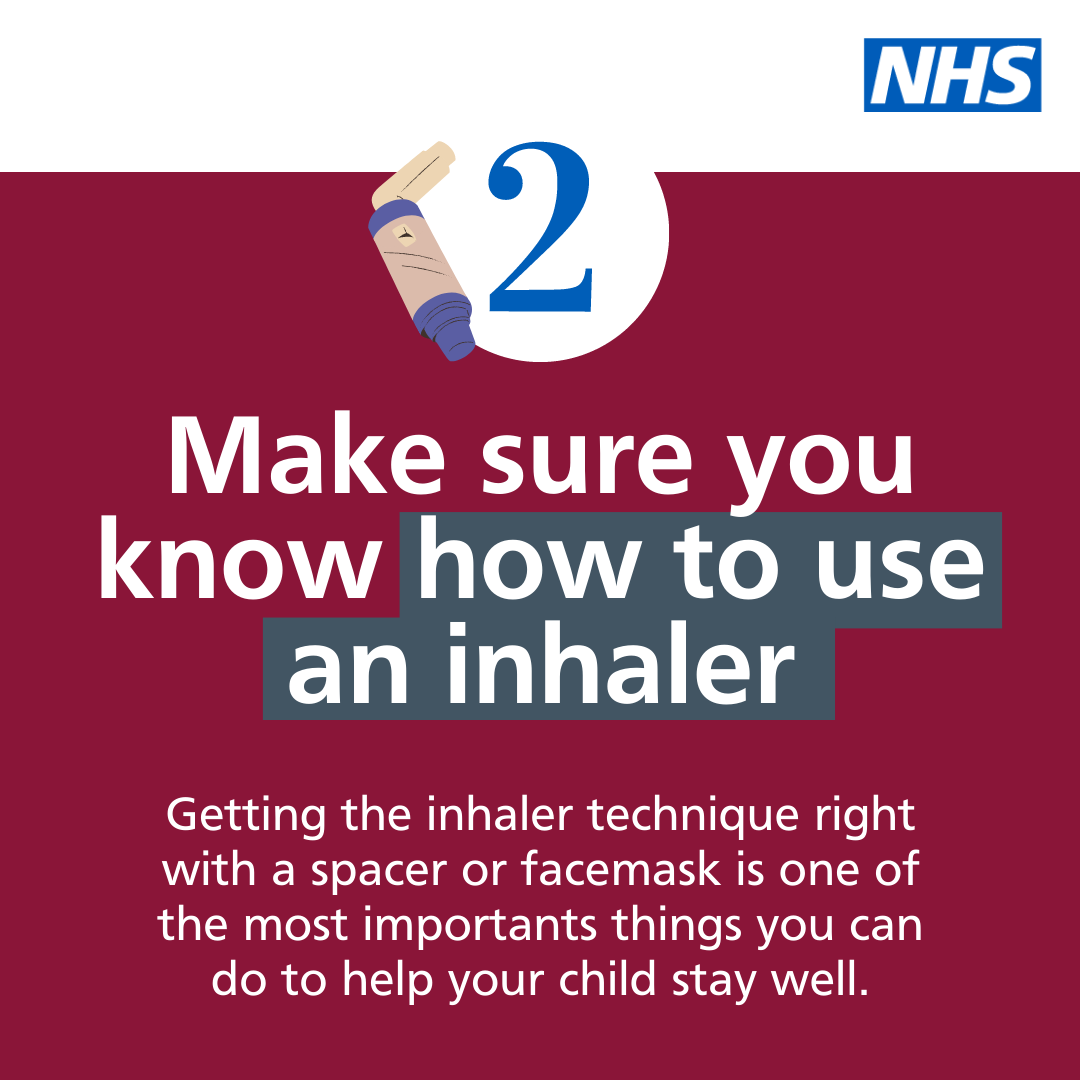 NHS
2
Make sure you
know how to use
an inhaler
Getting the inhaler technique right
with a spacer or facemask is one of
the most importants things you can
do to help your child stay well.